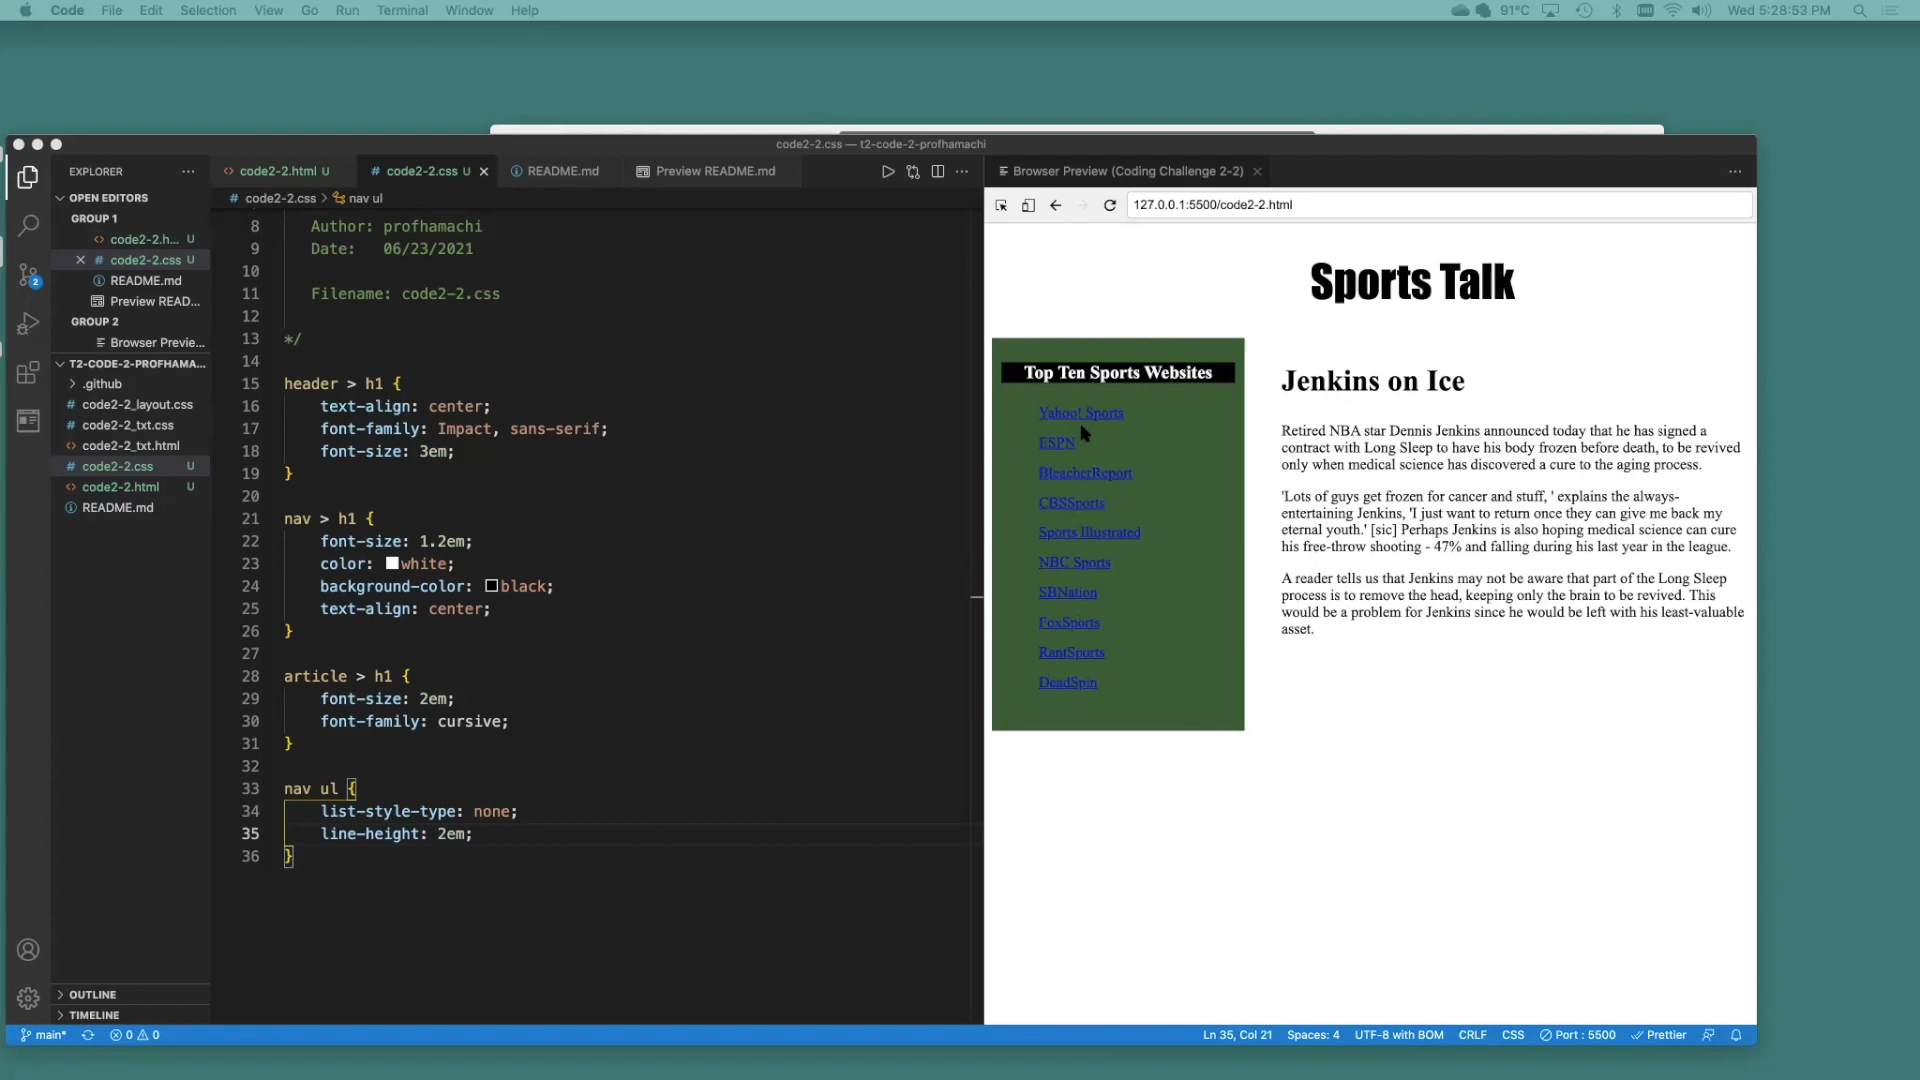 Code File Edit Selection View Go Run Terminal Window Help
91°C Wed 5:28:53 PM
code2-2.css — t2-code-2-profhamachi
EXPLORER
OPEN EDITORS
GROUP 1
code2-2.h... U
code2-2.css U
README.md
Preview READ...
GROUP 2
Browser Previe...
T2-CODE-2-PROFHAMA...
.github
code2-2_layout.css
code2-2_txt.css
code2-2_txt.html
code2-2.css U
code2-2.html U
README.md
OUTLINE
TIMELINE
code2-2.html U
code2-2.css U
README.md
Preview README.md
code2-2.css > nav ul
8 Author: profhamachi
9 Date: 06/23/2021
10
11 Filename: code2-2.css
12
13 */
14
15 header > h1 {
16 text-align: center;
17 font-family: Impact, sans-serif;
18 font-size: 3em;
19 }
20
21 nav > h1 {
22 font-size: 1.2em;
23 color: white;
24 background-color: black;
25 text-align: center;
26 }
27
28 article > h1 {
29 font-size: 2em;
30 font-family: cursive;
31 }
32
33 nav ul {
34 list-style-type: none;
35 line-height: 2em;
36 }
Browser Preview (Coding Challenge 2-2)
127.0.0.1:5500/code2-2.html
Sports Talk
Top Ten Sports Websites
Yahoo! Sports
ESPN
BleacherReport
CBSSports
Sports Illustrated
NBC Sports
SBNation
FoxSports
RantSports
DeadSpin
Jenkins on Ice
Retired NBA star Dennis Jenkins announced today that he has signed a
contract with Long Sleep to have his body frozen before death, to be revived
only when medical science has discovered a cure to the aging process.
'Lots of guys get frozen for cancer and stuff, ' explains the always-
entertaining Jenkins, 'I just want to return once they can give me back my
eternal youth.' [sic] Perhaps Jenkins is also hoping medical science can cure
his free-throw shooting - 47% and falling during his last year in the league.
A reader tells us that Jenkins may not be aware that part of the Long Sleep
process is to remove the head, keeping only the brain to be revived. This
would be a problem for Jenkins since he would be left with his least-valuable
asset.
2
main* 0 0
Ln 35, Col 21 Spaces: 4 UTF-8 with BOM CRLF CSS Port : 5500 Prettier